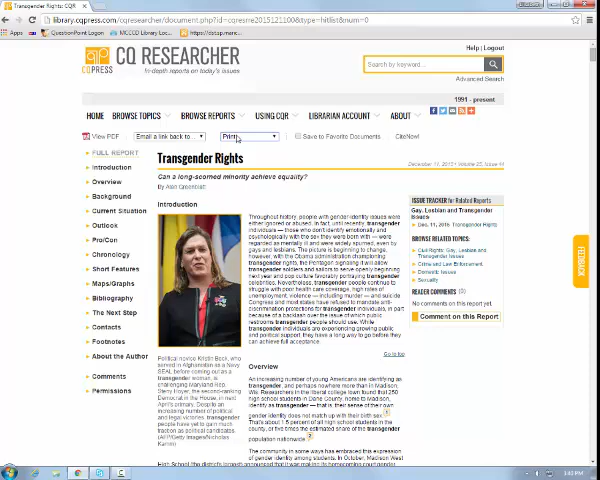 Transgender Rights: CQR
library.cqpress.com/cqresearcher/document.php?id=cqresrre2015121100&type=hitlist&num=0
Bookmarks
QuestionPoint Logon
MCCCD Library Loc...
CQ RESEARCHER
CQPRESS
In-depth reports on today's issues
Help | Logout
Search by keyword...
Advanced Search
1991 - present
HOME
BROWSE TOPICS
BROWSE REPORTS
USING CQR
LIBRARIAN ACCOUNT
ABOUT
View PDF
Email a link back to...
Print
Save to Favorite Documents
CiteNow!
FULL REPORT
Introduction
Overview
Background
Current Situation
Outlook
Pro/Con
Chronology
Short Features
Maps/Graphs
Bibliography
The Next Step
Contacts
Footnotes
About the Author
Comments
Permissions
Transgender Rights
December 11, 2015 – Volume 25, Issue 44
Can a long-scorned minority achieve equality?
By Alan Greenblatt
Introduction
Throughout history, people with gender identity issues were
either ignored or abused. In fact, until recently, transgender
individuals — those who don't identify emotionally and
psychologically with the sex they were born with — were
regarded as mentally ill and were widely spurned, even by
gays and lesbians. The picture is beginning to change,
however, with the Obama administration championing
transgender rights, the Pentagon signaling it will allow
transgender soldiers and sailors to serve openly beginning
next year and pop culture favorably portraying transgender
celebrities. Nonetheless, transgender people continue to
struggle with poor health care coverage, high rates of
unemployment, violence — including murder — and suicide.
Congress and most states have refused to mandate anti-
discrimination protections for transgender individuals, in part
because of a backlash over the issue of which public
restrooms transgender people should use. While
transgender individuals are experiencing growing public
and political support, they have a long way to go before they
can achieve full acceptance.
Go to top
Political novice Kristin Beck, who
served in Afghanistan as a Navy
SEAL before coming out as a
transgender woman, is
challenging Maryland Rep.
Steny Hoyer, the second-ranking
Democrat in the House, in next
April's primary. Despite an
increasing number of political
and legal victories, transgender
people have yet to gain much
traction as political candidates.
(AFP/Getty Images/Nicholas
Kamm)
Overview
An increasing number of young Americans are identifying as
transgender, and perhaps nowhere more than in Madison,
Wis. Researchers in the liberal college town found that 250
high school students in Dane County, home to Madison,
identify as transgender — that is, their sense of their own
gender identity does not match up with their birth sex. 1
That's about 1.5 percent of all high school students in the
county, or five times the estimated share of the transgender
population nationwide. 2
The community in some ways has embraced this expression
of gender identity among students. In October, Madison West
High School (the district's largest) announced that it was making its homecoming court gender
ISSUE TRACKER for Related Reports
Gay, Lesbian and Transgender
Issues
Dec. 11, 2015 Transgender Rights
BROWSE RELATED TOPICS:
Civil Rights: Gay, Lesbian and
Transgender Issues
Crime and Law Enforcement
Domestic Issues
Sexuality
READER COMMENTS (0)
No comments on this report yet.
Comment on this Report
FEEDBACK